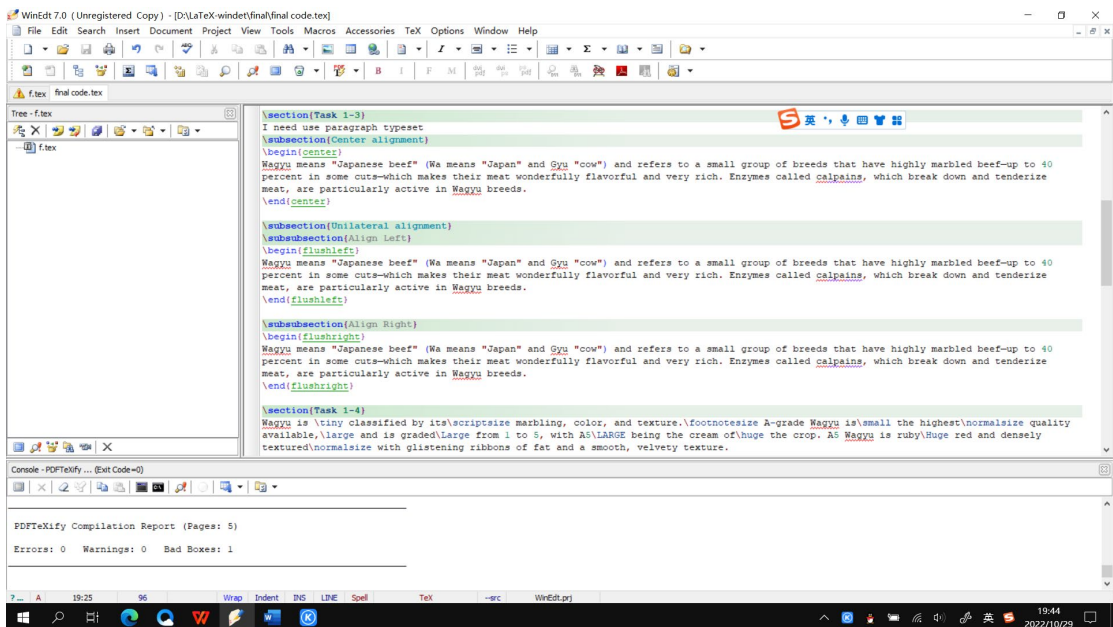 WinEdt 7.0 (Unregistered Copy) - [D:\LaTeX-windet\final\final code.tex]
File Edit Search Insert Document Project View Tools Macros Accessories TeX Options Window Help
f.tex final code.tex
Tree - f.tex
f.tex
\section{Task 1-3}
I need use paragraph typeset
\subsection{Center alignment}
\begin{center}
Wagyu means "Japanese beef" (Wa means "Japan" and Gyu "cow") and refers to a small group of breeds that have highly marbled beef—up to 40
percent in some cuts—which makes their meat wonderfully flavorful and very rich. Enzymes called calpains, which break down and tenderize
meat, are particularly active in Wagyu breeds.
\end{center}
\subsection{Unilateral alignment}
\subsubsection{Align Left}
\begin{flushleft}
Wagyu means "Japanese beef" (Wa means "Japan" and Gyu "cow") and refers to a small group of breeds that have highly marbled beef—up to 40
percent in some cuts—which makes their meat wonderfully flavorful and very rich. Enzymes called calpains, which break down and tenderize
meat, are particularly active in Wagyu breeds.
\end{flushleft}
\subsubsection{Align Right}
\begin{flushright}
Wagyu means "Japanese beef" (Wa means "Japan" and Gyu "cow") and refers to a small group of breeds that have highly marbled beef—up to 40
percent in some cuts—which makes their meat wonderfully flavorful and very rich. Enzymes called calpains, which break down and tenderize
meat, are particularly active in Wagyu breeds.
\end{flushright}
\section{Task 1-4}
Wagyu is \tiny classified by its\scriptsize marbling, color, and texture.\footnotesize A-grade Wagyu is\small the highest\normalsize quality
available,\large and is graded\Large from 1 to 5, with A5\LARGE being the cream of\huge the crop. A5 Wagyu is ruby\Huge red and densely
textured\normalsize with glistening ribbons of fat and a smooth, velvety texture.
英
Console - PDFTeXify ... (Exit Code=0)
PDFTeXify Compilation Report (Pages: 5)
Errors: 0 Warnings: 0 Bad Boxes: 1
?... A 19:25 96 Wrap Indent INS LINE Spell TeX --src WinEdt.prj
英
19:44
2022/10/29